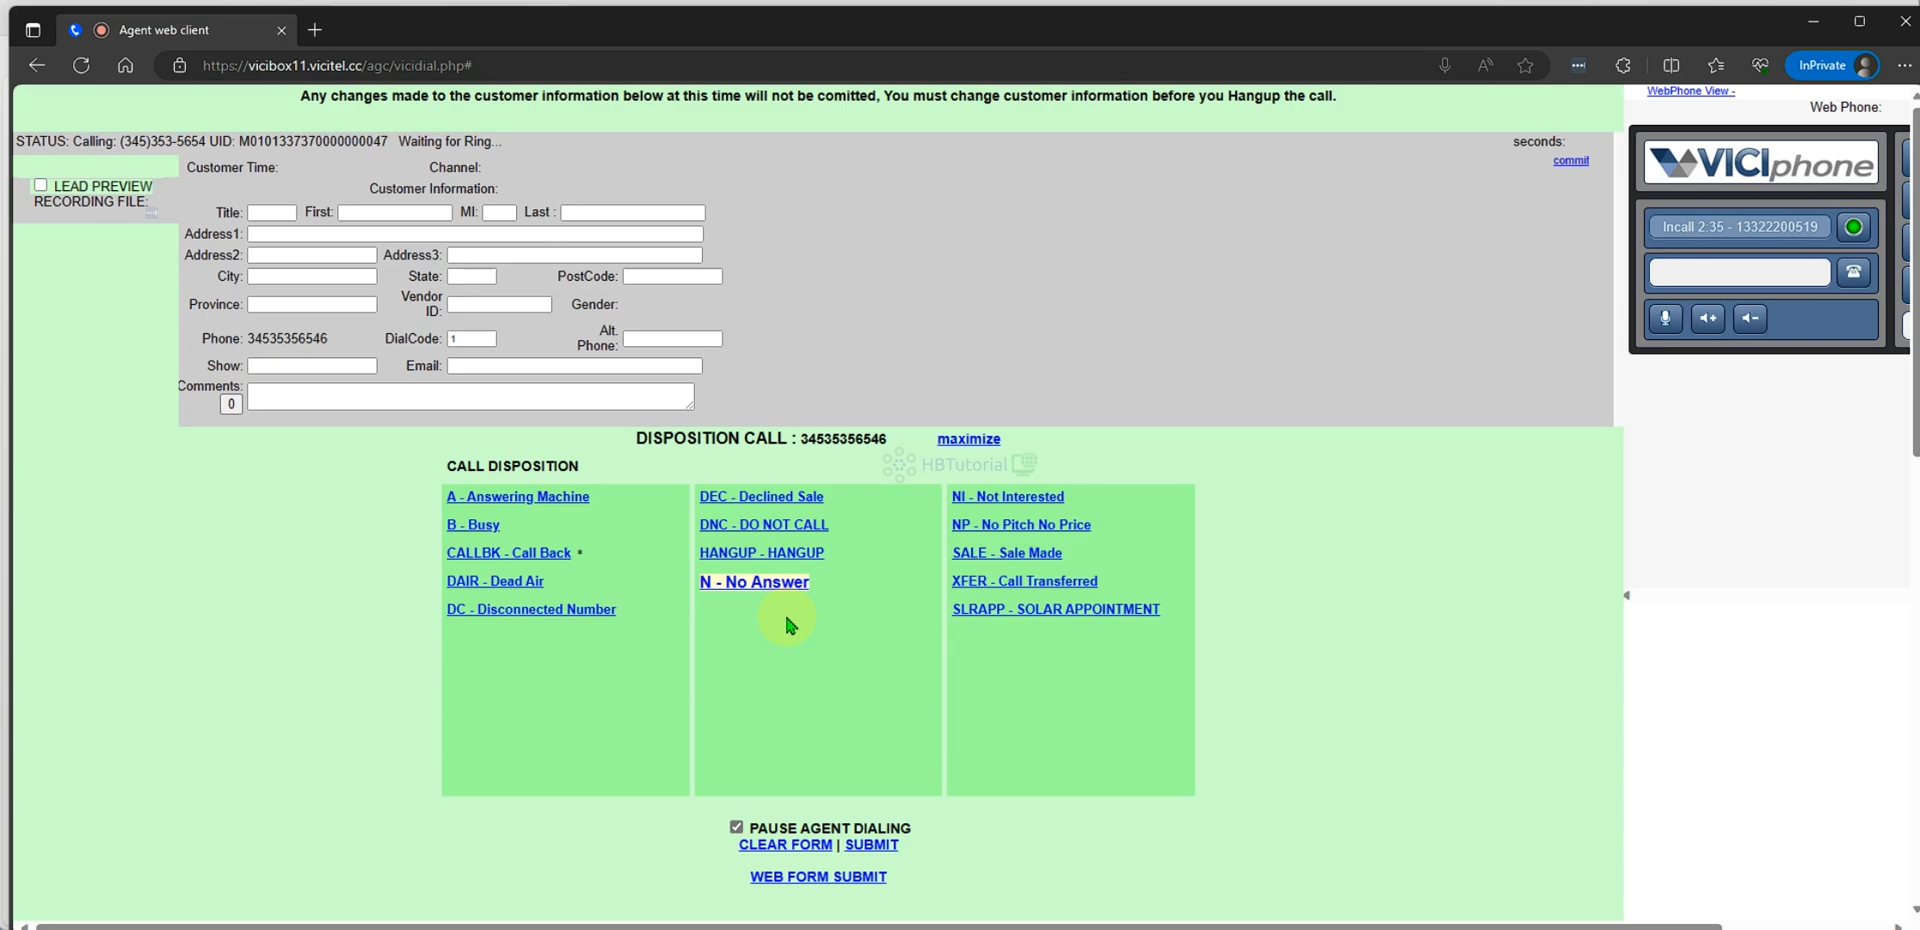 Agent web client
https://vicibox11.vicitel.cc/agc/vicidial.php#
InPrivate
Any changes made to the customer information below at this time will not be comitted, You must change customer information before you Hangup the call.
WebPhone View -
Web Phone:
STATUS: Calling: (345)353-5654 UID: M0101337370000000047 Waiting for Ring...
seconds:
Customer Time:
Channel:
commit
LEAD PREVIEW
Customer Information:
RECORDING FILE:
Title:
First:
MI:
Last :
Address1:
Address2:
Address3:
City:
State:
PostCode:
Province:
Vendor
ID:
Gender:
Phone: 34535356546
DialCode: 1
Alt.
Phone:
Show:
Email:
Comments:
0
VICIphone
Incall 2:35 - 13322200519
DISPOSITION CALL : 34535356546
maximize
HBTutorial
CALL DISPOSITION
A - Answering Machine
B - Busy
CALLBK - Call Back *
DAIR - Dead Air
DC - Disconnected Number
DEC - Declined Sale
DNC - DO NOT CALL
HANGUP - HANGUP
N - No Answer
NI - Not Interested
NP - No Pitch No Price
SALE - Sale Made
XFER - Call Transferred
SLRAPP - SOLAR APPOINTMENT
PAUSE AGENT DIALING
CLEAR FORM | SUBMIT
WEB FORM SUBMIT